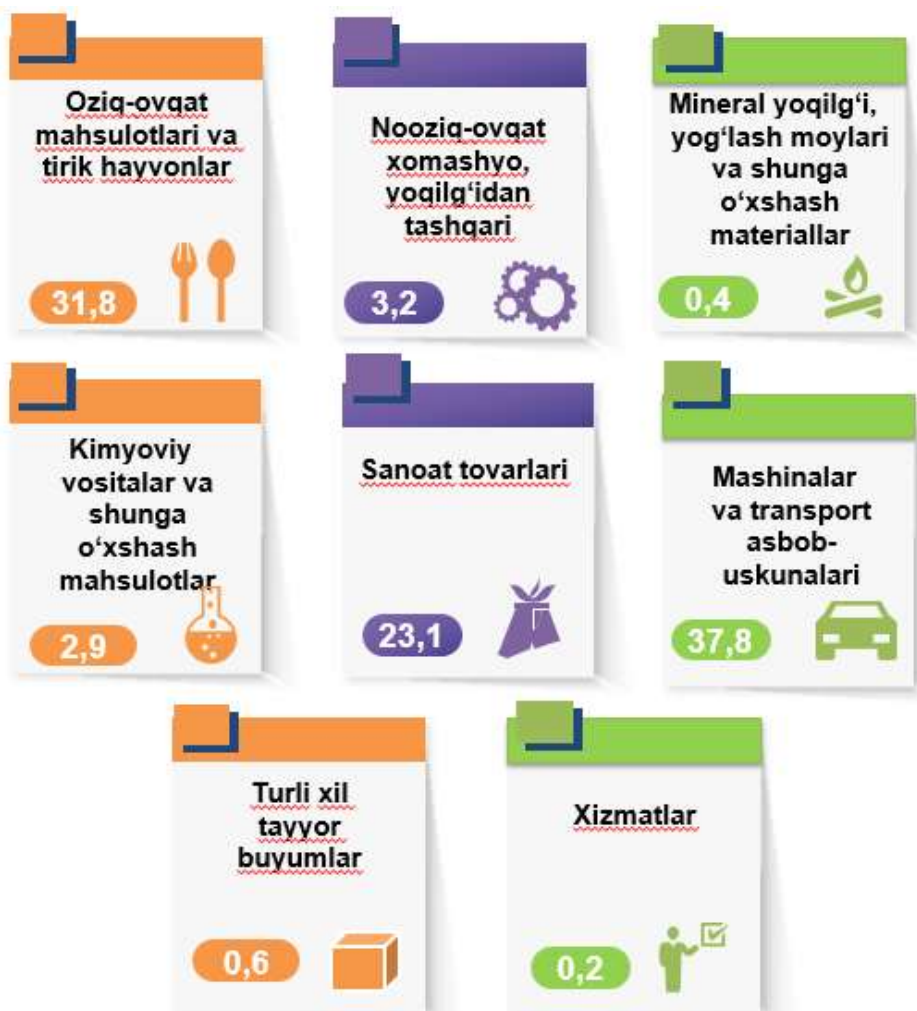 Oziq-ovqat
mahsulotlari va
tirik hayvonlar
31,8
Nooziq-ovqat
xomashyo,
yoqilg‘idan
tashqari
3,2
Mineral yoqilg‘i,
yog‘lash moylari
va shunga
o‘xshash
materiallar
0,4
Kimyoviy
vositalar va
shunga
o‘xshash
mahsulotlar
2,9
Sanoat tovarlari
23,1
Mashinalar
va transport
asbob-
uskunalari
37,8
Turli xil
tayyor
buyumlar
0,6
Xizmatlar
0,2